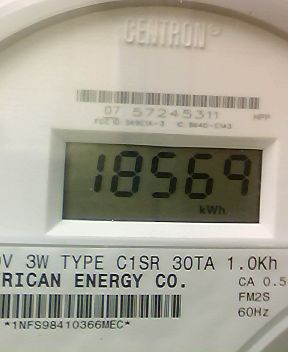 CENTRON®
07 57245311 HPP
18569
kWh
V 3W TYPE C1SR 30TA 1.0Kh
RICAN ENERGY CO. CA 0.5
FM2S
*1NFS98410366MEC* 60Hz